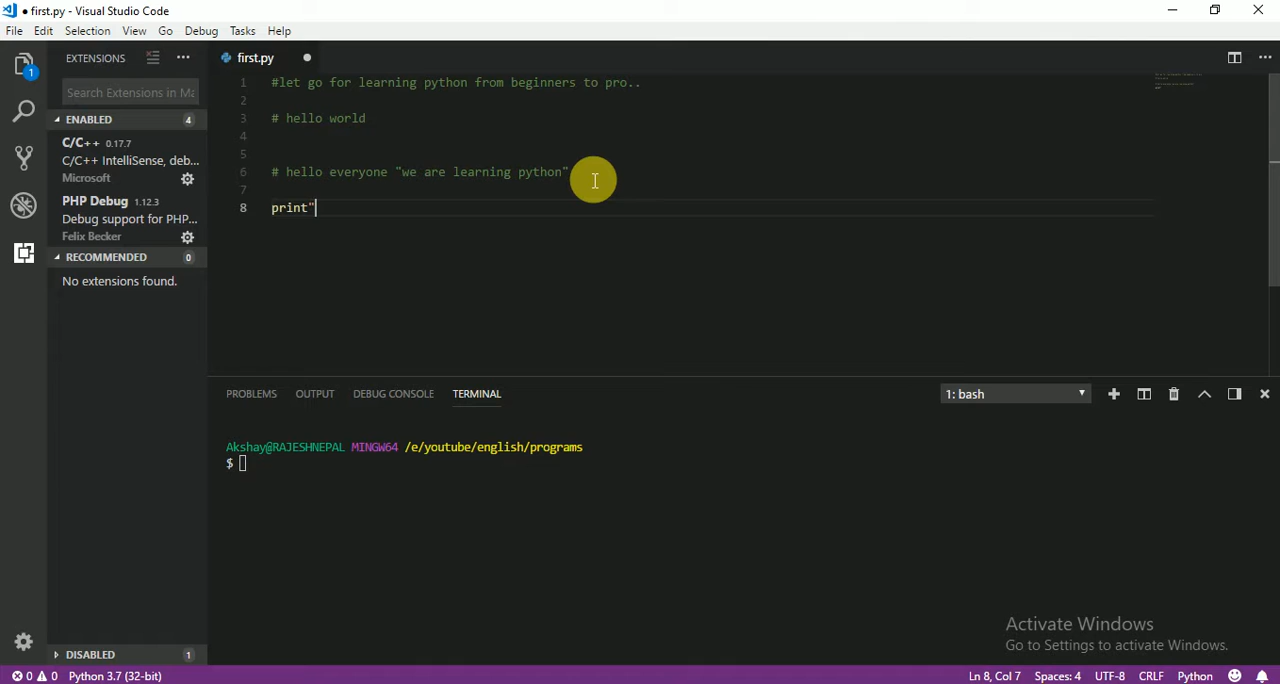 ● first.py - Visual Studio Code
File Edit Selection View Go Debug Tasks Help
EXTENSIONS
first.py
1 #let go for learning python from beginners to pro..
2
3 # hello world
4
5
6 # hello everyone "we are learning python"
7
8 print"
1
Search Extensions in Ma
ENABLED 4
C/C++ 0.17.7
C/C++ IntelliSense, deb...
Microsoft
PHP Debug 1.12.3
Debug support for PHP...
Felix Becker
RECOMMENDED 0
No extensions found.
DISABLED 1
PROBLEMS OUTPUT DEBUG CONSOLE TERMINAL 1: bash
Akshay@RAJESHNEPAL MINGW64 /e/youtube/english/programs
$
Activate Windows
Go to Settings to activate Windows.
0 0 Python 3.7 (32-bit) Ln 8, Col 7 Spaces: 4 UTF-8 CRLF Python